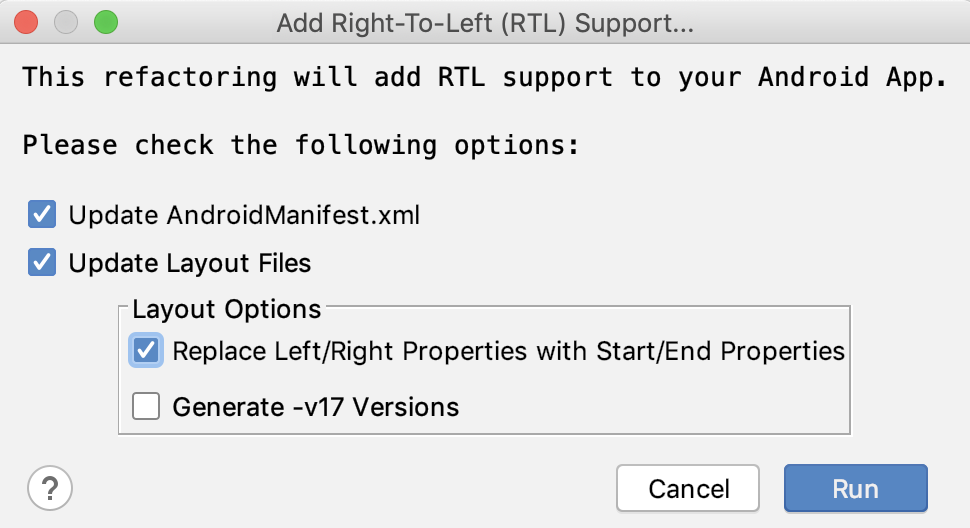 Add Right-To-Left (RTL) Support...
This refactoring will add RTL support to your Android App.
Please check the following options:
Update AndroidManifest.xml
Update Layout Files
Layout Options
Replace Left/Right Properties with Start/End Properties
Generate -v17 Versions
?
Cancel
Run